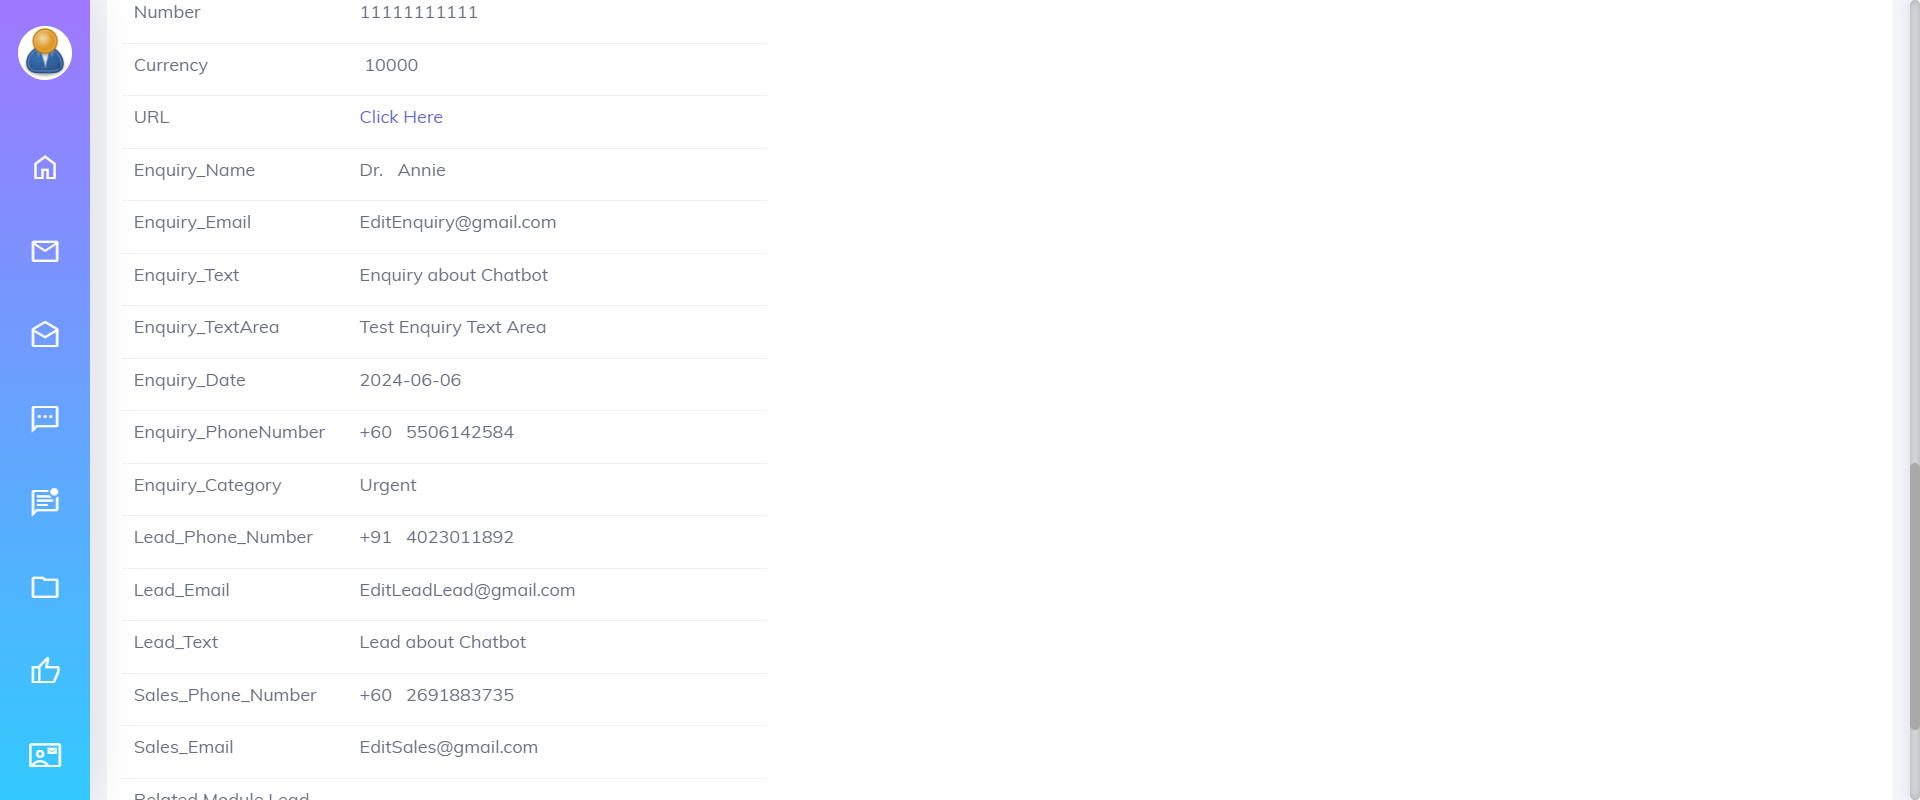 Number 11111111111
Currency 10000
URL Click Here
Enquiry_Name Dr. Annie
Enquiry_Email EditEnquiry@gmail.com
Enquiry_Text Enquiry about Chatbot
Enquiry_TextArea Test Enquiry Text Area
Enquiry_Date 2024-06-06
Enquiry_PhoneNumber +60 5506142584
Enquiry_Category Urgent
Lead_Phone_Number +91 4023011892
Lead_Email EditLeadLead@gmail.com
Lead_Text Lead about Chatbot
Sales_Phone_Number +60 2691883735
Sales_Email EditSales@gmail.com
Related Module Lead